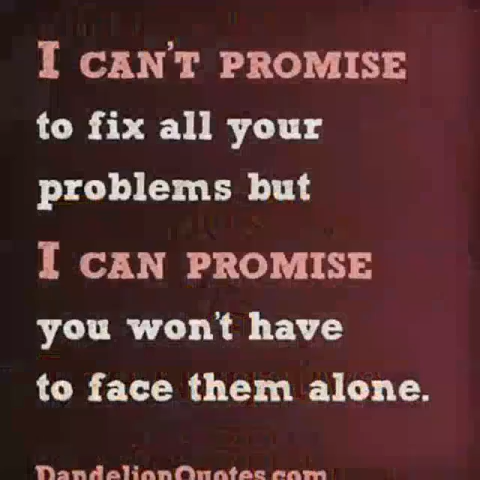 I CAN'T PROMISE
to fix all your
problems but
I CAN PROMISE
you won't have
to face them alone.
DandelionQuotes.com